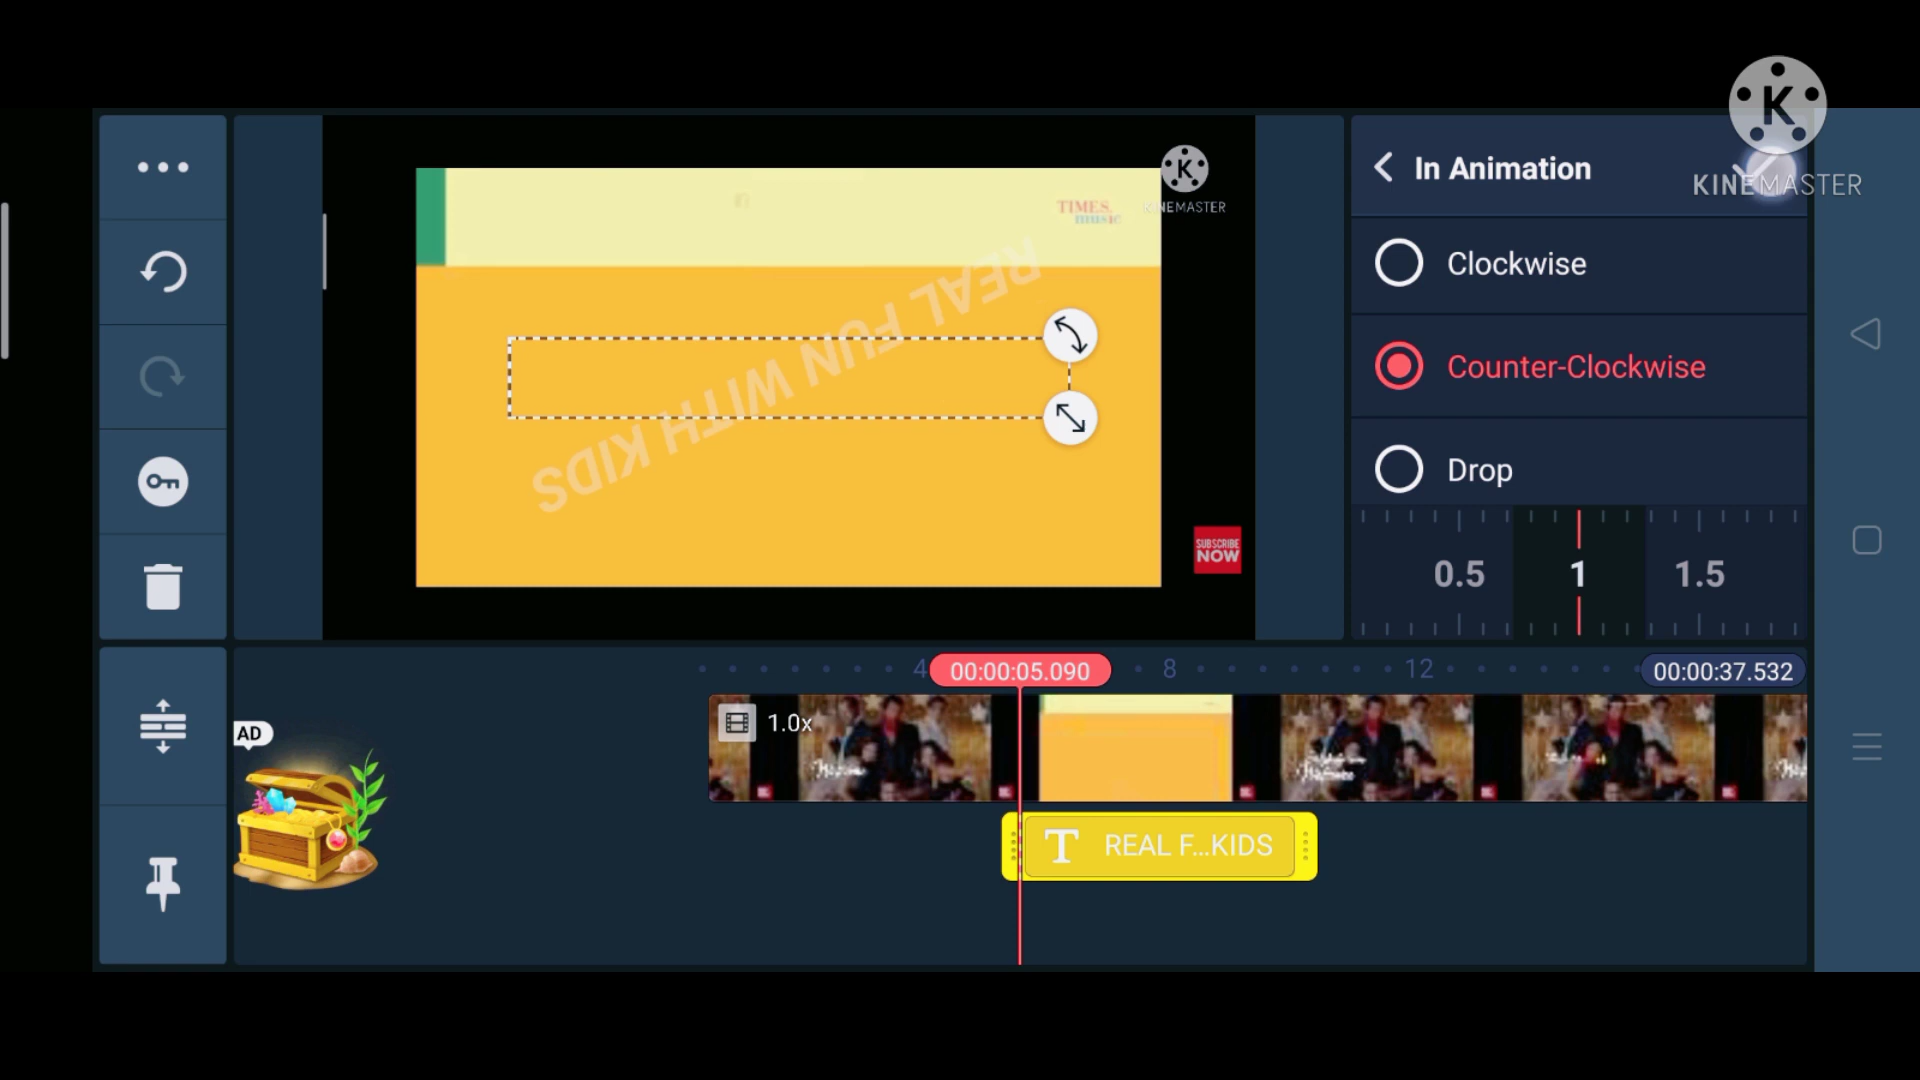 In Animation
KINEMASTER
TIMES
music
KINEMASTER
Clockwise
REAL FUN WITH KIDS
Counter-Clockwise
Drop
SUBSCRIBE
NOW
0.5 1 1.5
4 00:00:05.090 8 12 00:00:37.532
1.0x
AD
T REAL F...KIDS